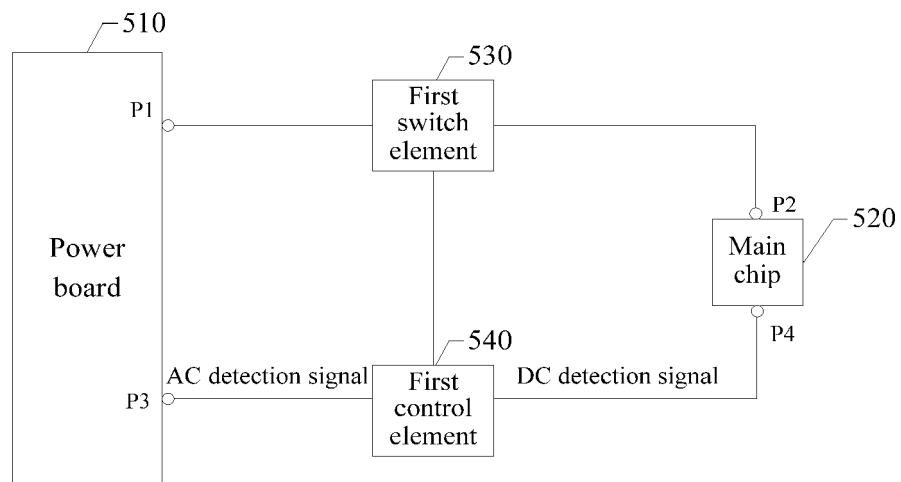 510
530
P1
First
switch
element
P2
520
Main
chip
Power
board
P4
540
AC detection signal
DC detection signal
P3
First
control
element